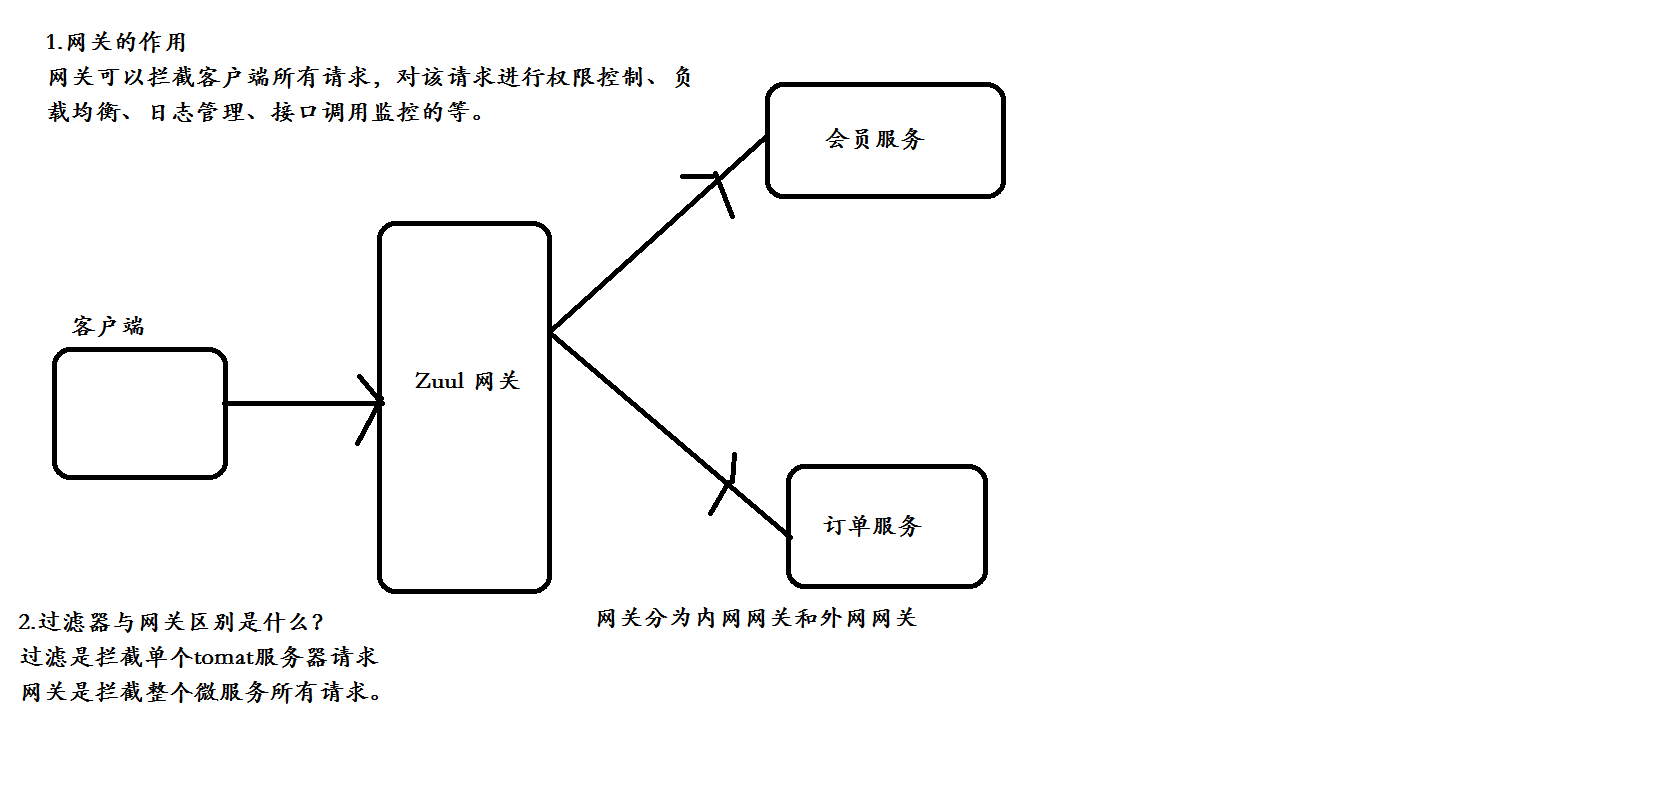 1.网关的作用
网关可以拦截客户端所有请求，对该请求进行权限控制、负
载均衡、日志管理、接口调用监控的等。
会员服务
客户端
Zuul 网关
订单服务
网关分为内网网关和外网网关
2.过滤器与网关区别是什么?
过滤是拦截单个tomat服务器请求
网关是拦截整个微服务所有请求。